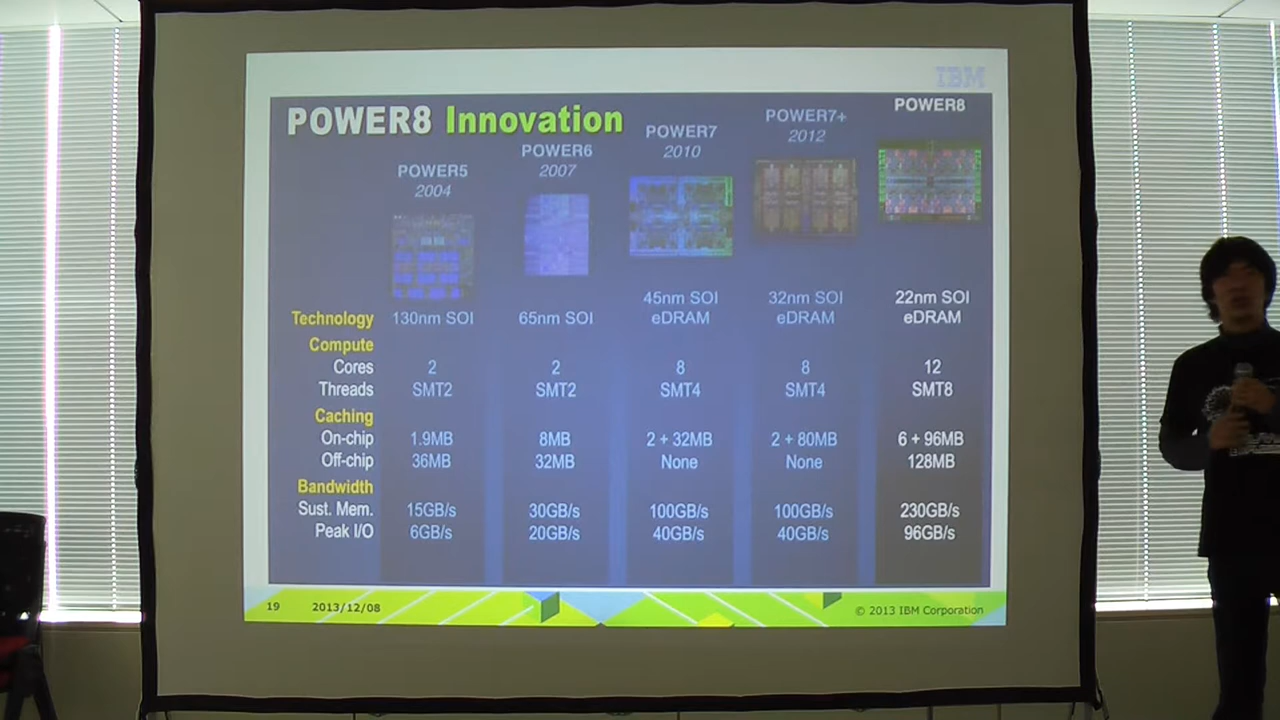 IBM
POWER8 Innovation
POWER5
2004
POWER6
2007
POWER7
2010
POWER7+
2012
POWER8
Technology 130nm SOI 65nm SOI 45nm SOI eDRAM 32nm SOI eDRAM 22nm SOI eDRAM
Compute
Cores 2 2 8 8 12
Threads SMT2 SMT2 SMT4 SMT4 SMT8
Caching
On-chip 1.9MB 8MB 2 + 32MB 2 + 80MB 6 + 96MB
Off-chip 36MB 32MB None None 128MB
Bandwidth
Sust. Mem. 15GB/s 30GB/s 100GB/s 100GB/s 230GB/s
Peak I/O 6GB/s 20GB/s 40GB/s 40GB/s 96GB/s
19 2013/12/08 © 2013 IBM Corporation